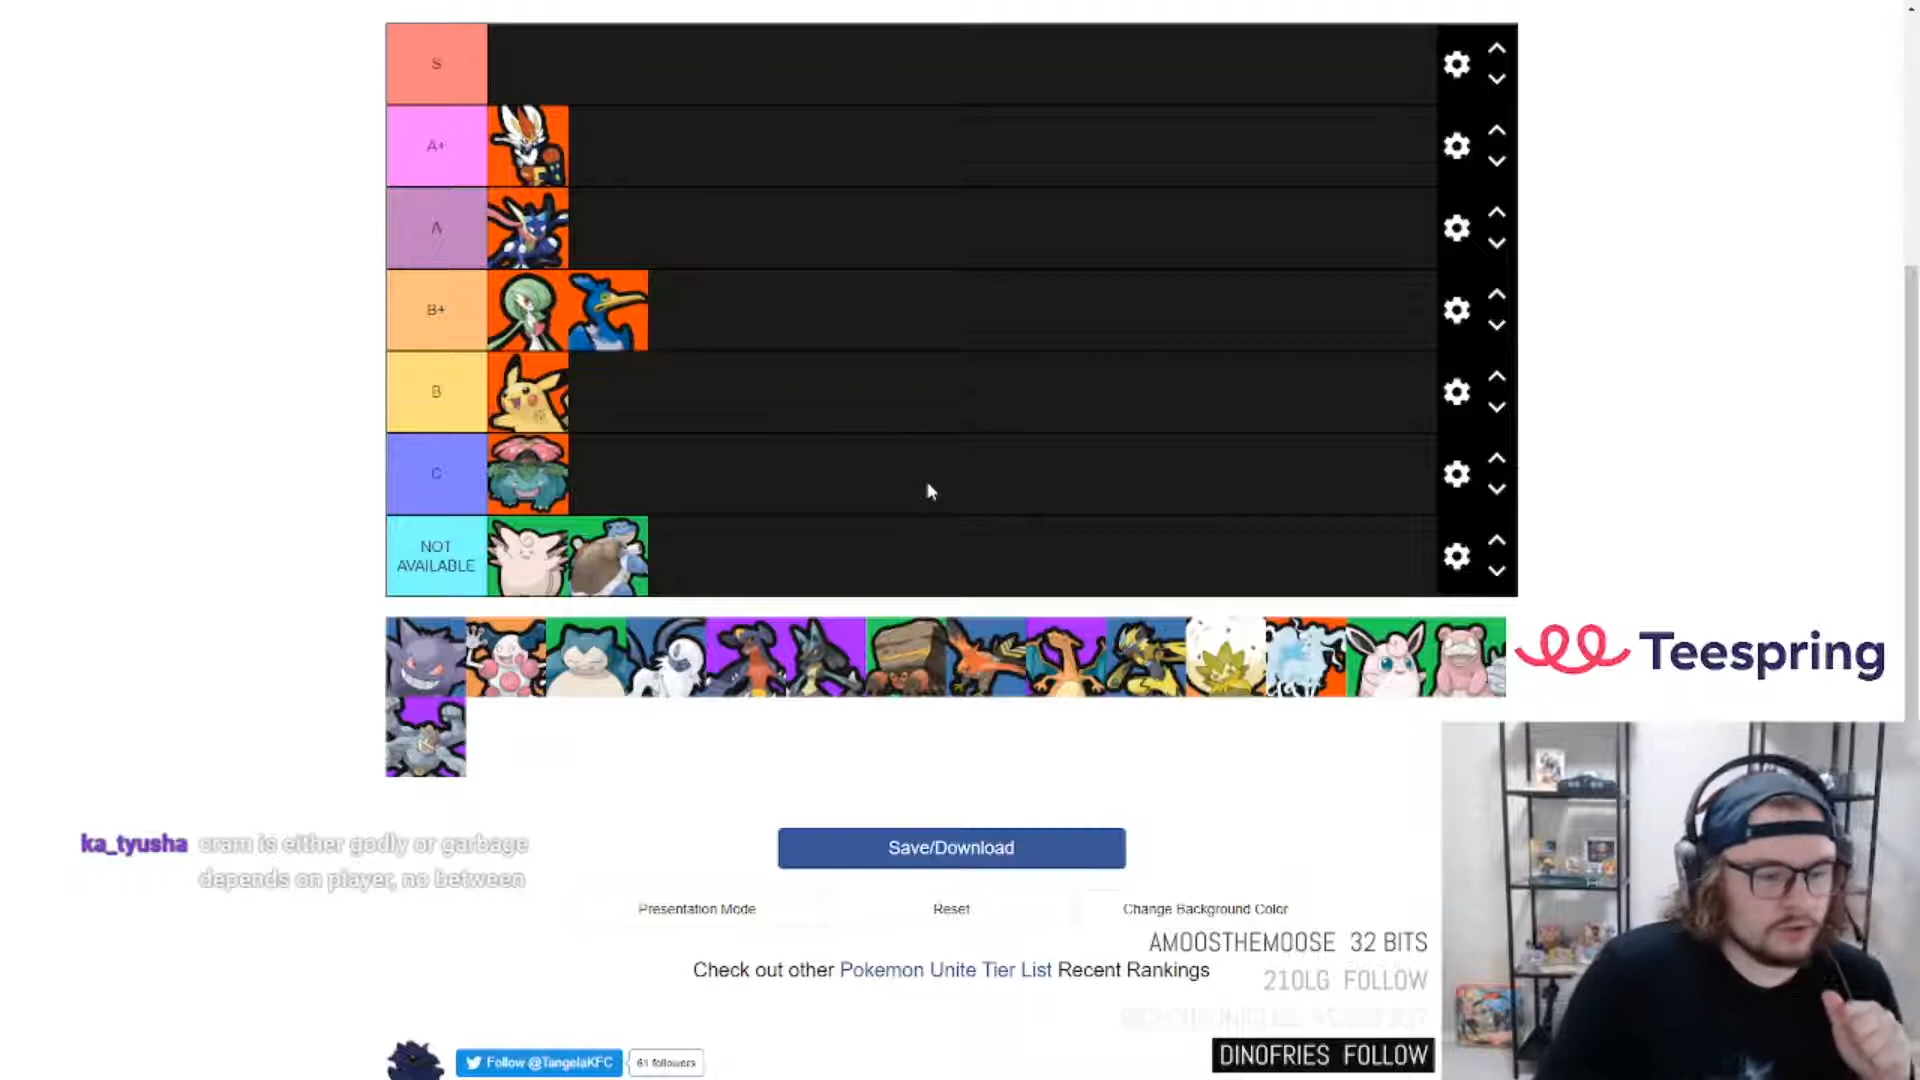 S
A+
A
B+
B
C
NOT
AVAILABLE
Teespring
ka_tyusha cram is either godly or garbage
depends on player, no between
Save/Download
Presentation Mode
Reset
Change Background Color
AMOOSTHEMOOSE 32 BITS
Check out other Pokemon Unite Tier List Recent Rankings
210LG FOLLOW
DINOFRIES FOLLOW
Follow @TangelaKFC
61 followers